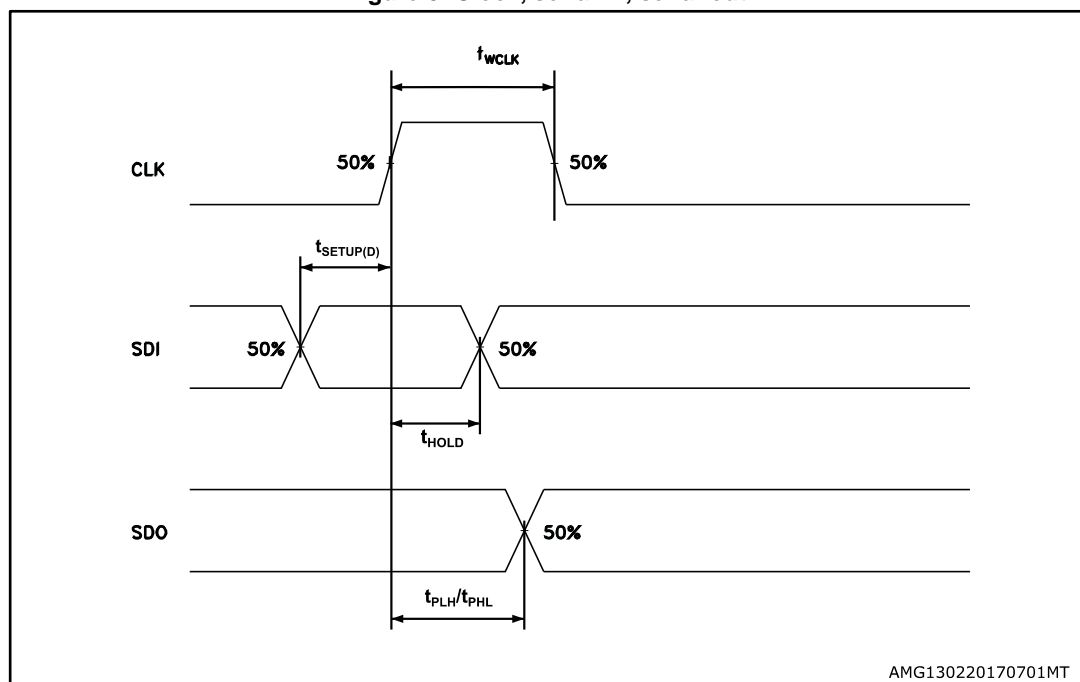 tWCLK
50%
50%
CLK
tSETUP(D)
50%
50%
SDI
tHOLD
50%
SDO
tPLH/tPHL
AMG130220170701MT